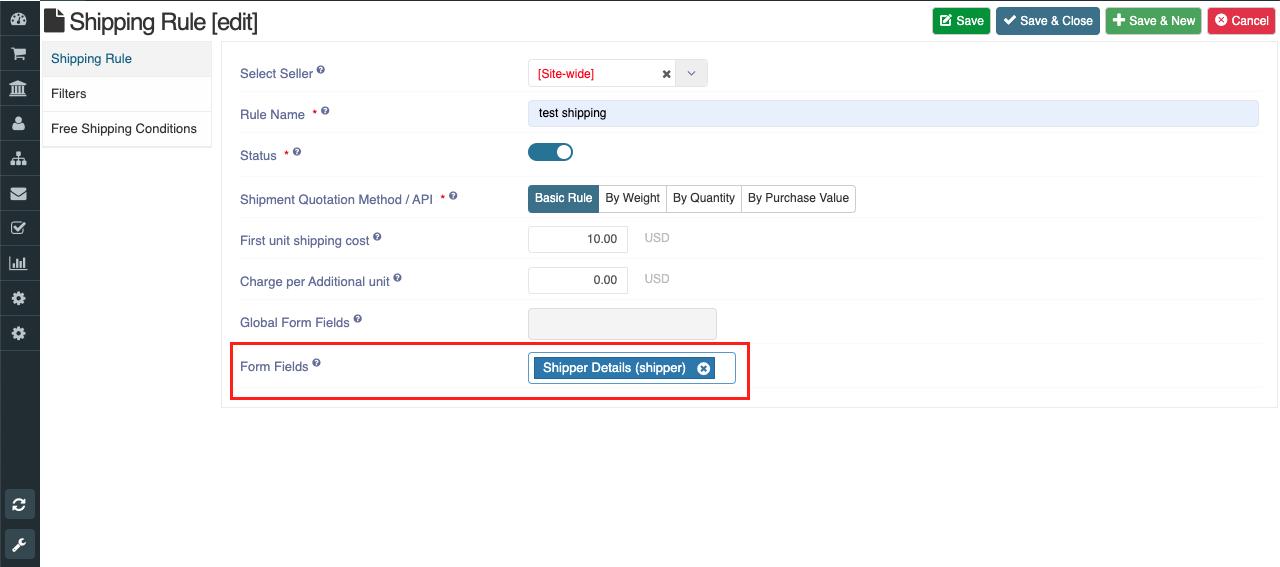 Shipping Rule [edit]
Save
Save & Close
Save & New
Cancel
Shipping Rule
Filters
Free Shipping Conditions
Select Seller
[Site-wide]
Rule Name *
test shipping
Status *
Shipment Quotation Method / API *
Basic Rule
By Weight
By Quantity
By Purchase Value
First unit shipping cost
10.00
USD
Charge per Additional unit
0.00
USD
Global Form Fields
Form Fields
Shipper Details (shipper)